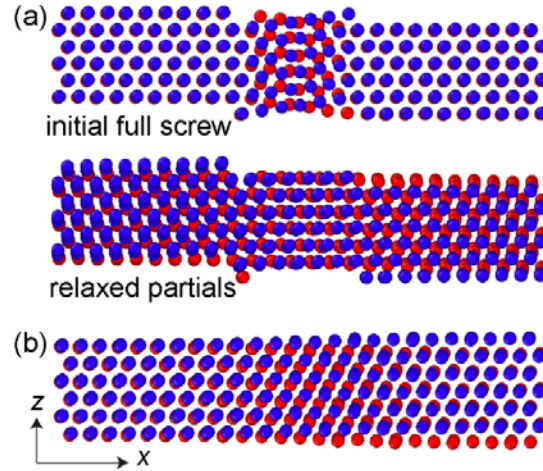 (a)
initial full screw
relaxed partials
(b)
z
x